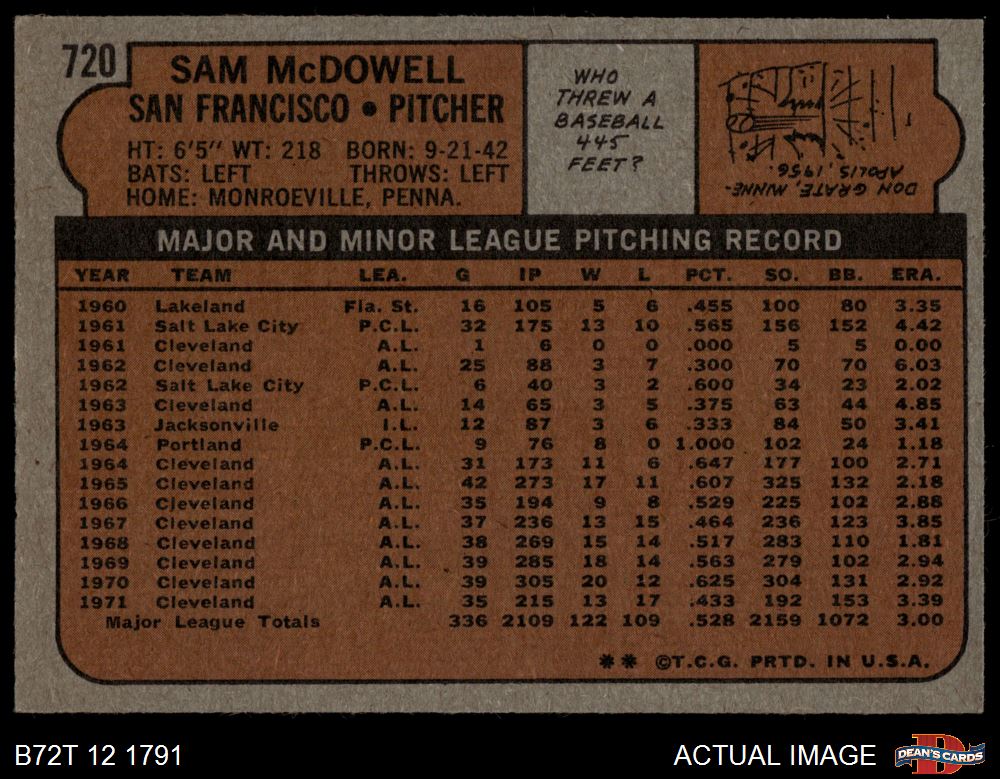 720
SAM McDOWELL
SAN FRANCISCO • PITCHER
HT: 6'5" WT: 218 BORN: 9-21-42
BATS: LEFT THROWS: LEFT
HOME: MONROEVILLE, PENNA.
WHO
THREW A
BASEBALL
445
FEET?
DON GRATE, MINNE-
APOLIS, 1956.
MAJOR AND MINOR LEAGUE PITCHING RECORD
YEAR TEAM LEA. G IP W L PCT. SO. BB. ERA.
1960 Lakeland Fla. St. 16 105 5 6 .455 100 80 3.35
1961 Salt Lake City P.C.L. 32 175 13 10 .565 156 152 4.42
1961 Cleveland A.L. 1 6 0 0 .000 5 5 0.00
1962 Cleveland A.L. 25 88 3 7 .300 70 70 6.03
1962 Salt Lake City P.C.L. 6 40 3 2 .600 34 23 2.02
1963 Cleveland A.L. 14 65 3 5 .375 63 44 4.85
1963 Jacksonville I.L. 12 87 3 6 .333 84 50 3.41
1964 Portland P.C.L. 9 76 8 0 1.000 102 24 1.18
1964 Cleveland A.L. 31 173 11 6 .647 177 100 2.71
1965 Cleveland A.L. 42 273 17 11 .607 325 132 2.18
1966 Cleveland A.L. 35 194 9 8 .529 225 102 2.88
1967 Cleveland A.L. 37 236 13 15 .464 236 123 3.85
1968 Cleveland A.L. 38 269 15 14 .517 283 110 1.81
1969 Cleveland A.L. 39 285 18 14 .563 279 102 2.94
1970 Cleveland A.L. 39 305 20 12 .625 304 131 2.92
1971 Cleveland A.L. 35 215 13 17 .433 192 153 3.39
Major League Totals 336 2109 122 109 .528 2159 1072 3.00
** ©T.C.G. PRTD. IN U.S.A.
B72T 12 1791
ACTUAL IMAGE
DEAN'S CARDS